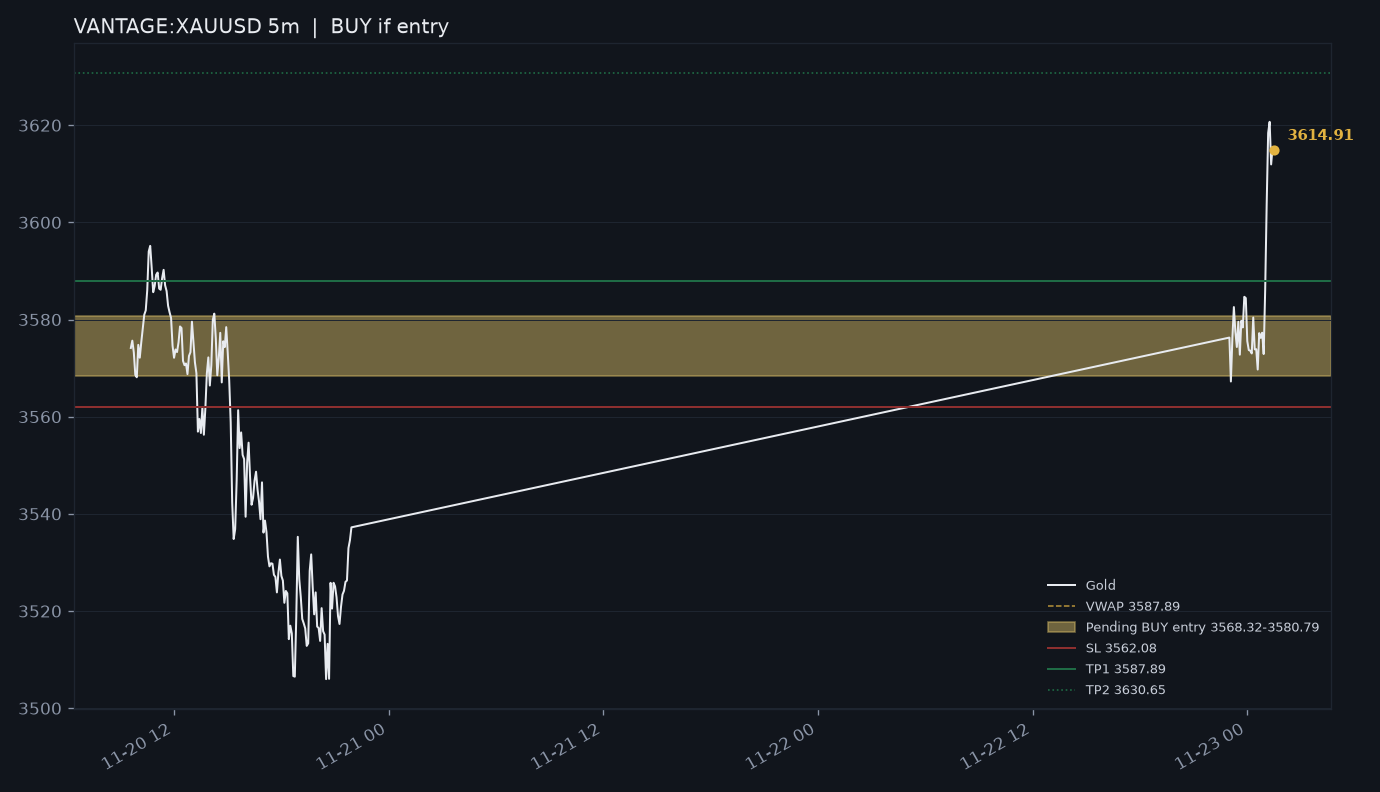 VANTAGE:XAUUSD 5m | BUY if entry
3620
3614.91
3600
3580
3560
3540
3520
3500
Gold
VWAP 3587.89
Pending BUY entry 3568.32-3580.79
SL 3562.08
TP1 3587.89
TP2 3630.65
11-20 12
11-21 00
11-21 12
11-22 00
11-22 12
11-23 00